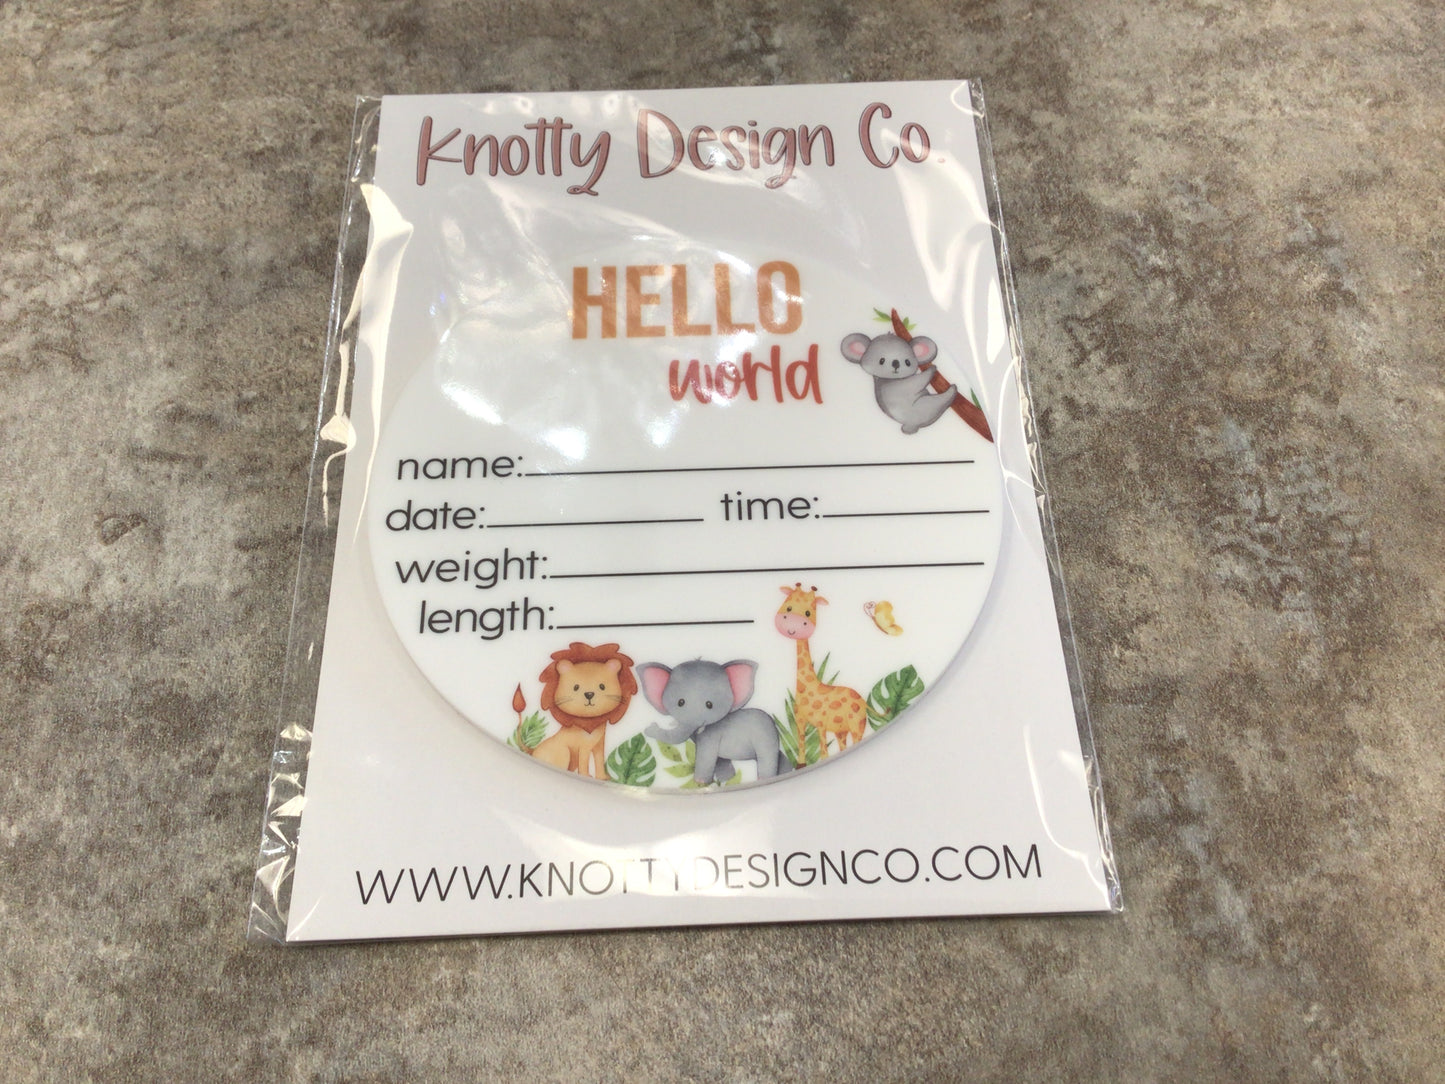 Knotty Design Co.
HELLO
world
name:
date: time:
weight:
length:
WWW.KNOTTYDESIGNCO.COM